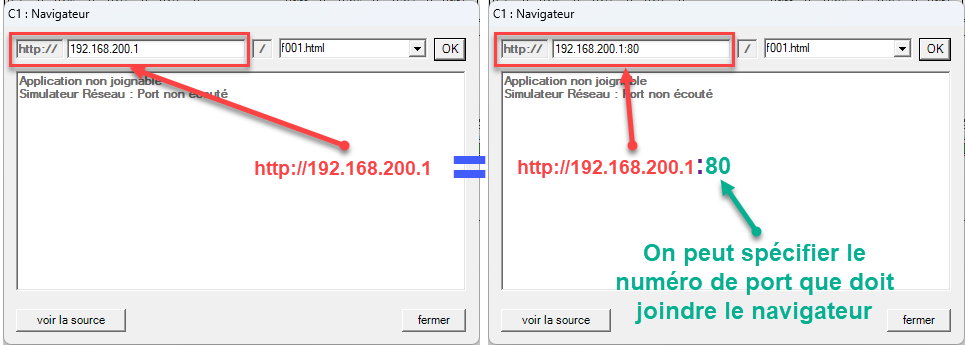 C1 : Navigateur
http:// 192.168.200.1 / f001.html OK
Application non joignable
Simulateur Réseau : Port non écouté
http://192.168.200.1
voir la source fermer
=
C1 : Navigateur
http:// 192.168.200.1:80 / f001.html OK
Application non joignable
Simulateur Réseau : Port non écouté
http://192.168.200.1:80
On peut spécifier le
numéro de port que doit
joindre le navigateur
voir la source fermer